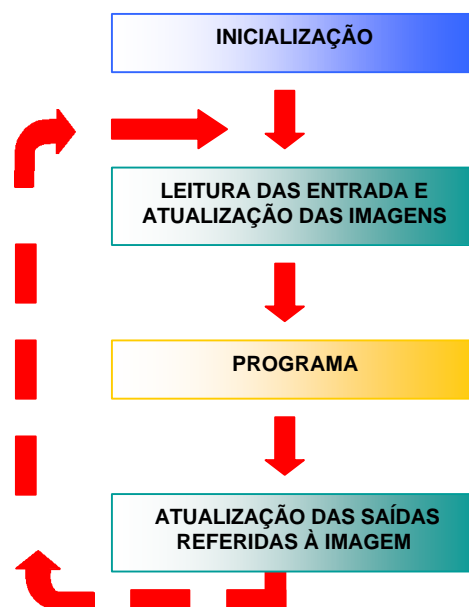 INICIALIZAÇÃO
LEITURA DAS ENTRADA E
ATUALIZAÇÃO DAS IMAGENS
PROGRAMA
ATUALIZAÇÃO DAS SAÍDAS
REFERIDAS À IMAGEM